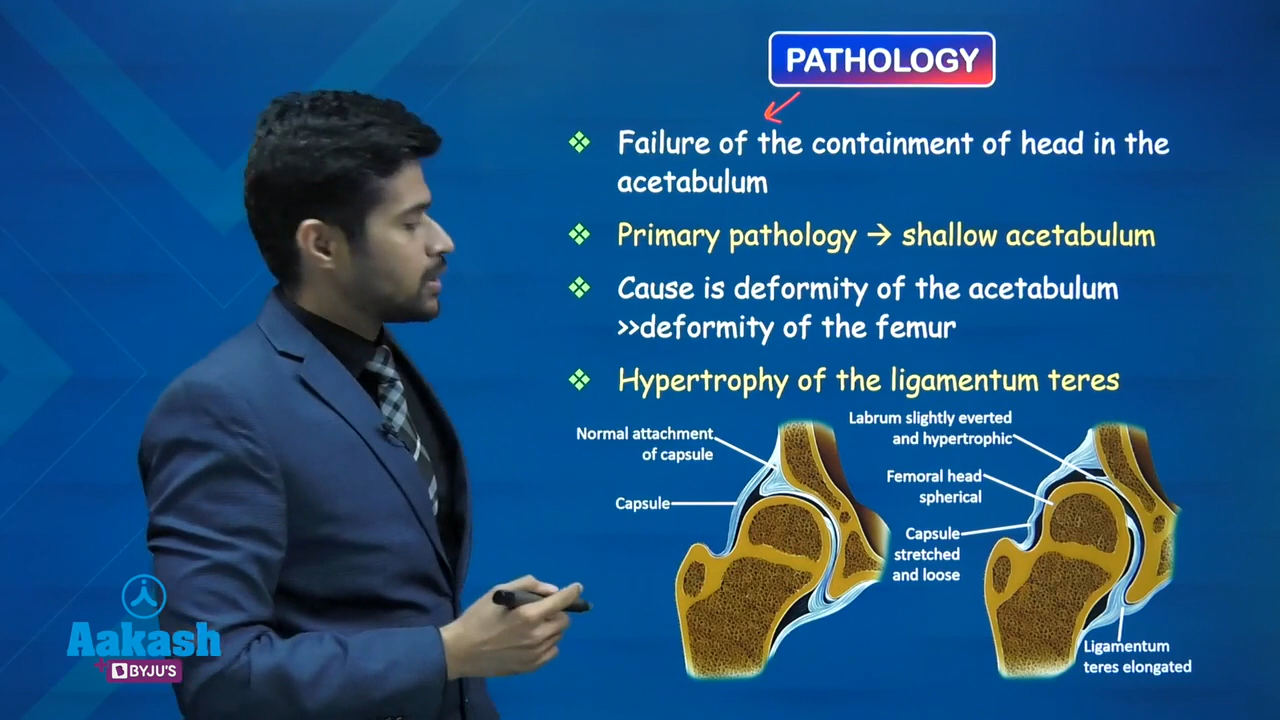 PATHOLOGY
❖ Failure of the containment of head in the
acetabulum
❖ Primary pathology → shallow acetabulum
❖ Cause is deformity of the acetabulum
>>deformity of the femur
❖ Hypertrophy of the ligamentum teres
Normal attachment
of capsule
Capsule
Labrum slightly everted
and hypertrophic
Femoral head
spherical
Capsule
stretched
and loose
Ligamentum
teres elongated
Aakash
+ BYJU'S